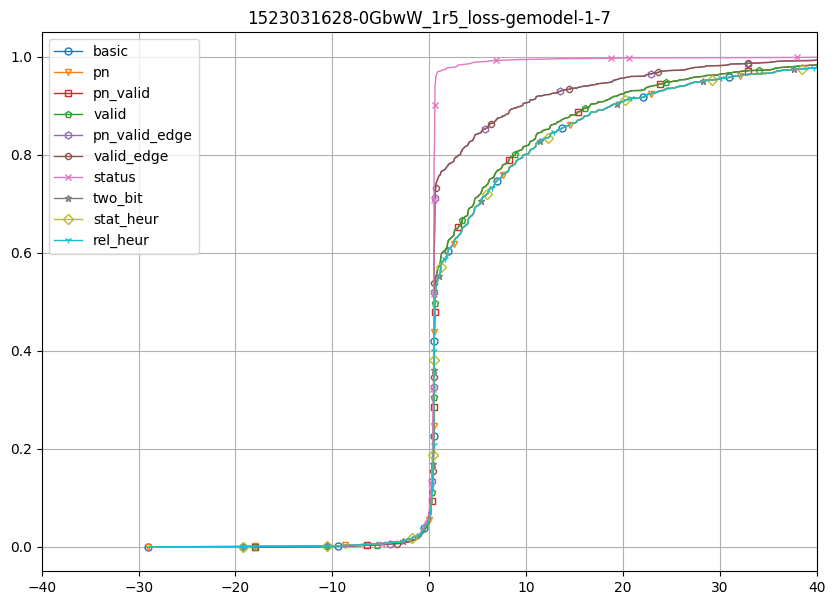 1523031628-0GbwW_1r5_loss-gemodel-1-7
basic
pn
pn_valid
valid
pn_valid_edge
valid_edge
status
two_bit
stat_heur
rel_heur
1.0
0.8
0.6
0.4
0.2
0.0
−40 −30 −20 −10 0 10 20 30 40